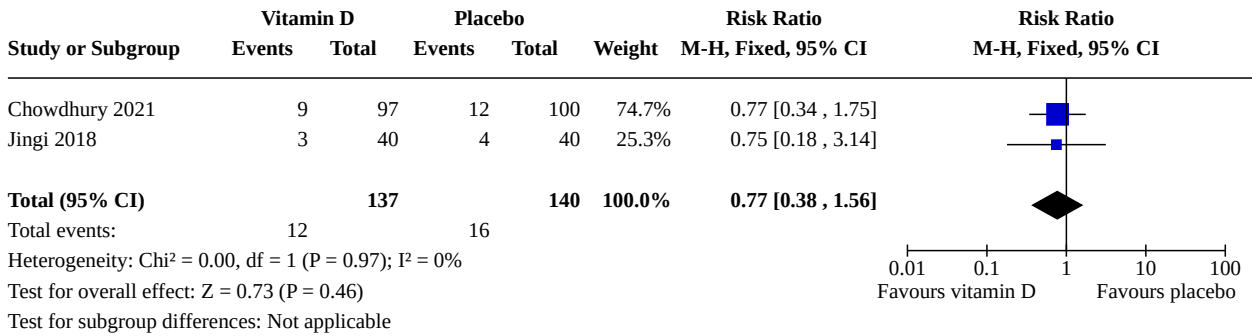 Vitamin D Placebo Risk Ratio Risk Ratio
Study or Subgroup Events Total Events Total Weight M-H, Fixed, 95% CI M-H, Fixed, 95% CI
Chowdhury 2021 9 97 12 100 74.7% 0.77 [0.34 , 1.75]
Jingi 2018 3 40 4 40 25.3% 0.75 [0.18 , 3.14]
Total (95% CI) 137 140 100.0% 0.77 [0.38 , 1.56]
Total events: 12 16
Heterogeneity: Chi² = 0.00, df = 1 (P = 0.97); I² = 0%
0.01 0.1 1 10 100
Test for overall effect: Z = 0.73 (P = 0.46)
Favours vitamin D Favours placebo
Test for subgroup differences: Not applicable